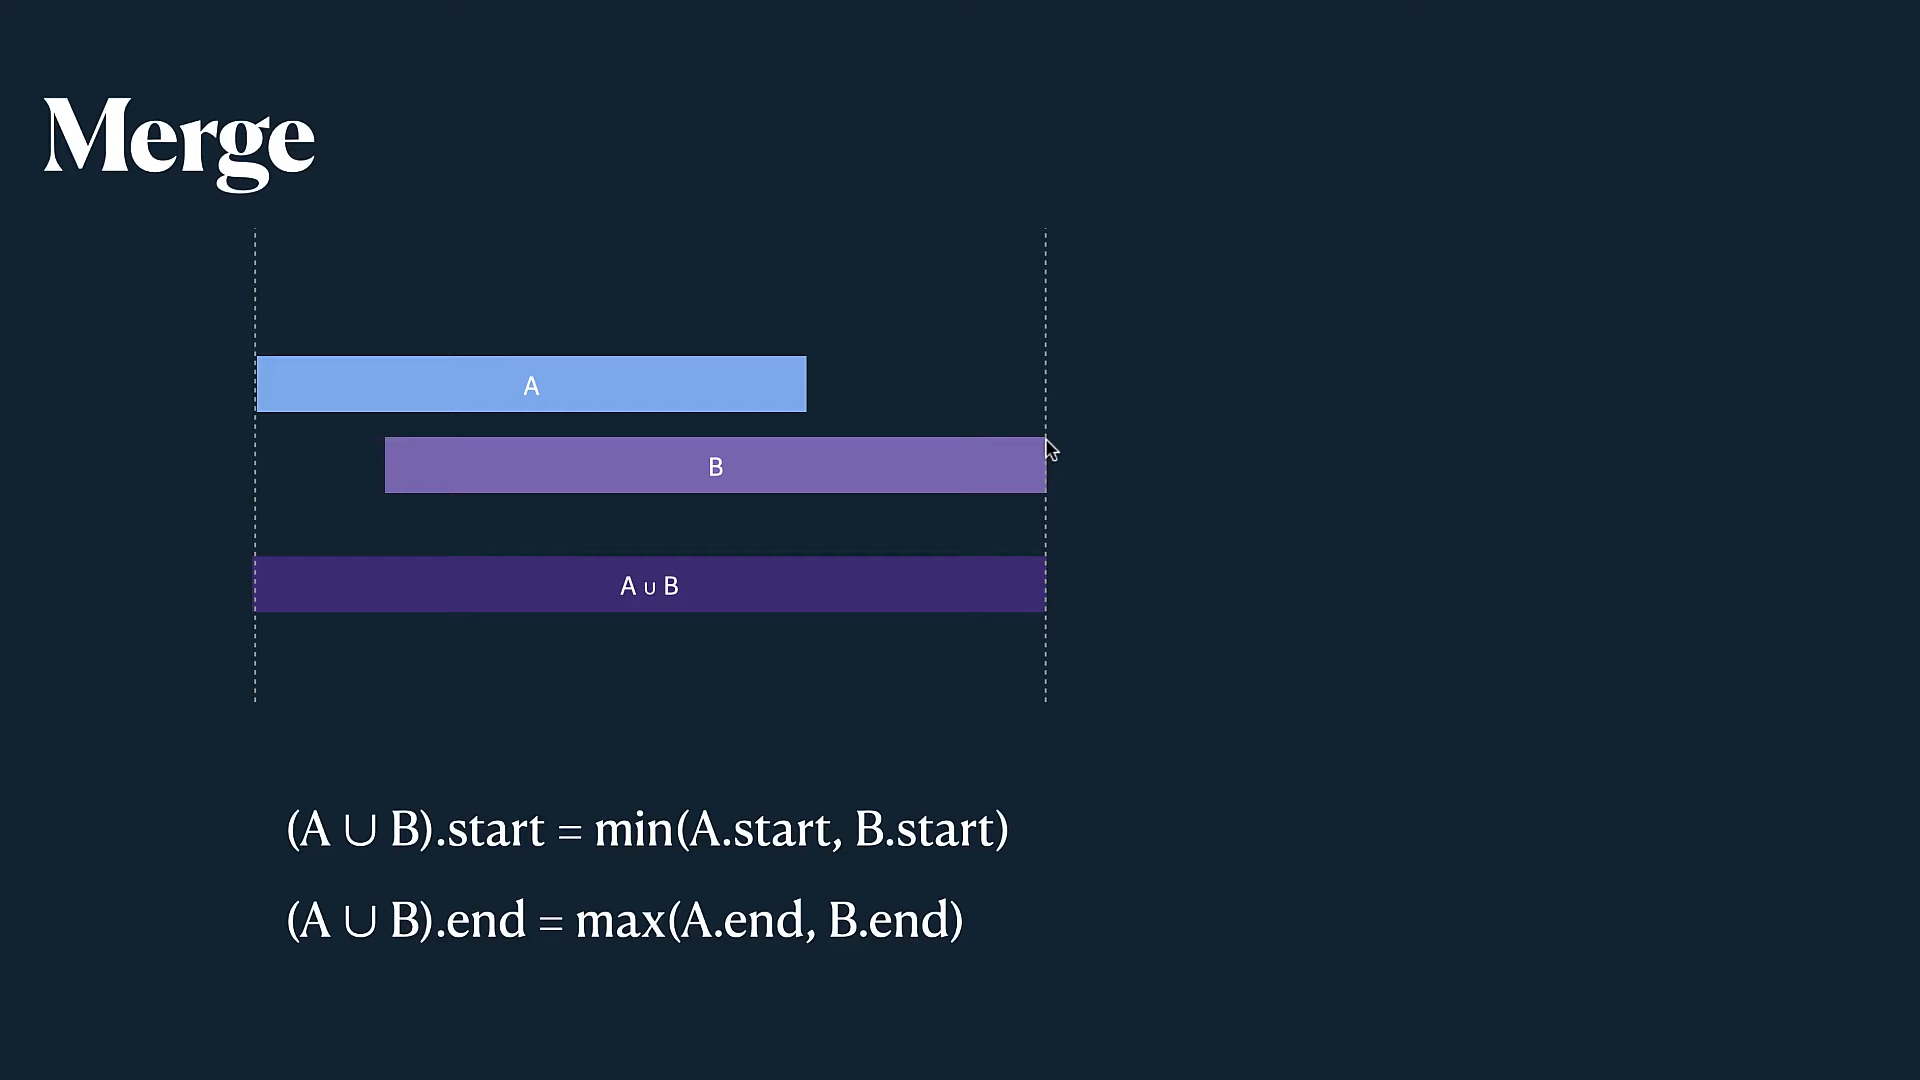 Merge
A
B
A ∪ B
(A ∪ B).start = min(A.start, B.start)
(A ∪ B).end = max(A.end, B.end)